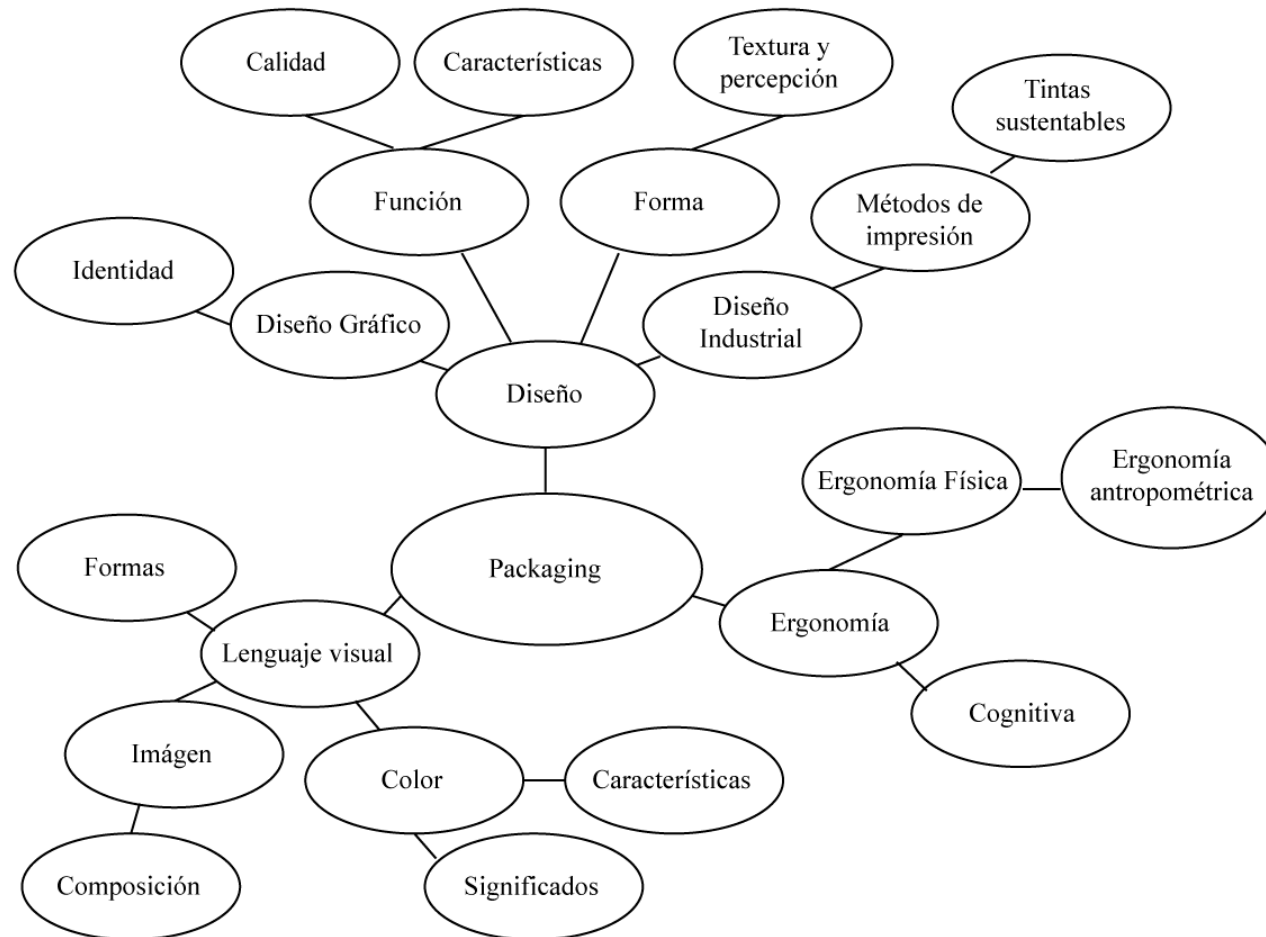 Calidad
Características
Textura y
percepción
Tintas
sustentables
Función
Forma
Métodos de
impresión
Identidad
Diseño Gráfico
Diseño
Industrial
Diseño
Ergonomía Física
Ergonomía
antropométrica
Formas
Packaging
Ergonomía
Lenguaje visual
Cognitiva
Imágen
Color
Características
Composición
Significados